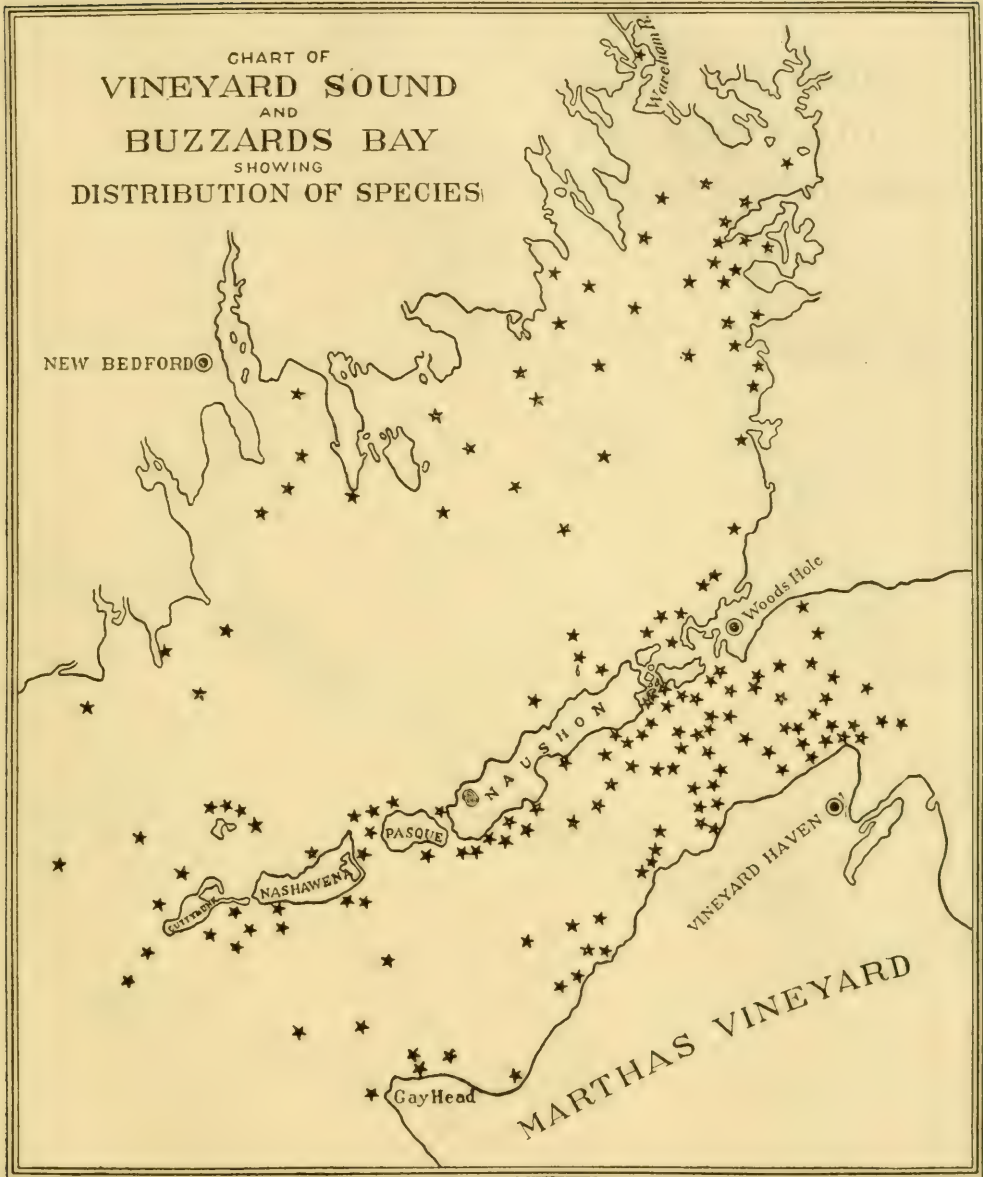 CHART OF
VINEYARD SOUND
AND
BUZZARDS BAY
SHOWING
DISTRIBUTION OF SPECIES
Wareham R.
NEW BEDFORD
Woods Hole
NAUSHON
PASQUE
NASHAWENA
CUTTYHUNK
VINEYARD HAVEN
MARTHAS VINEYARD
Gay Head